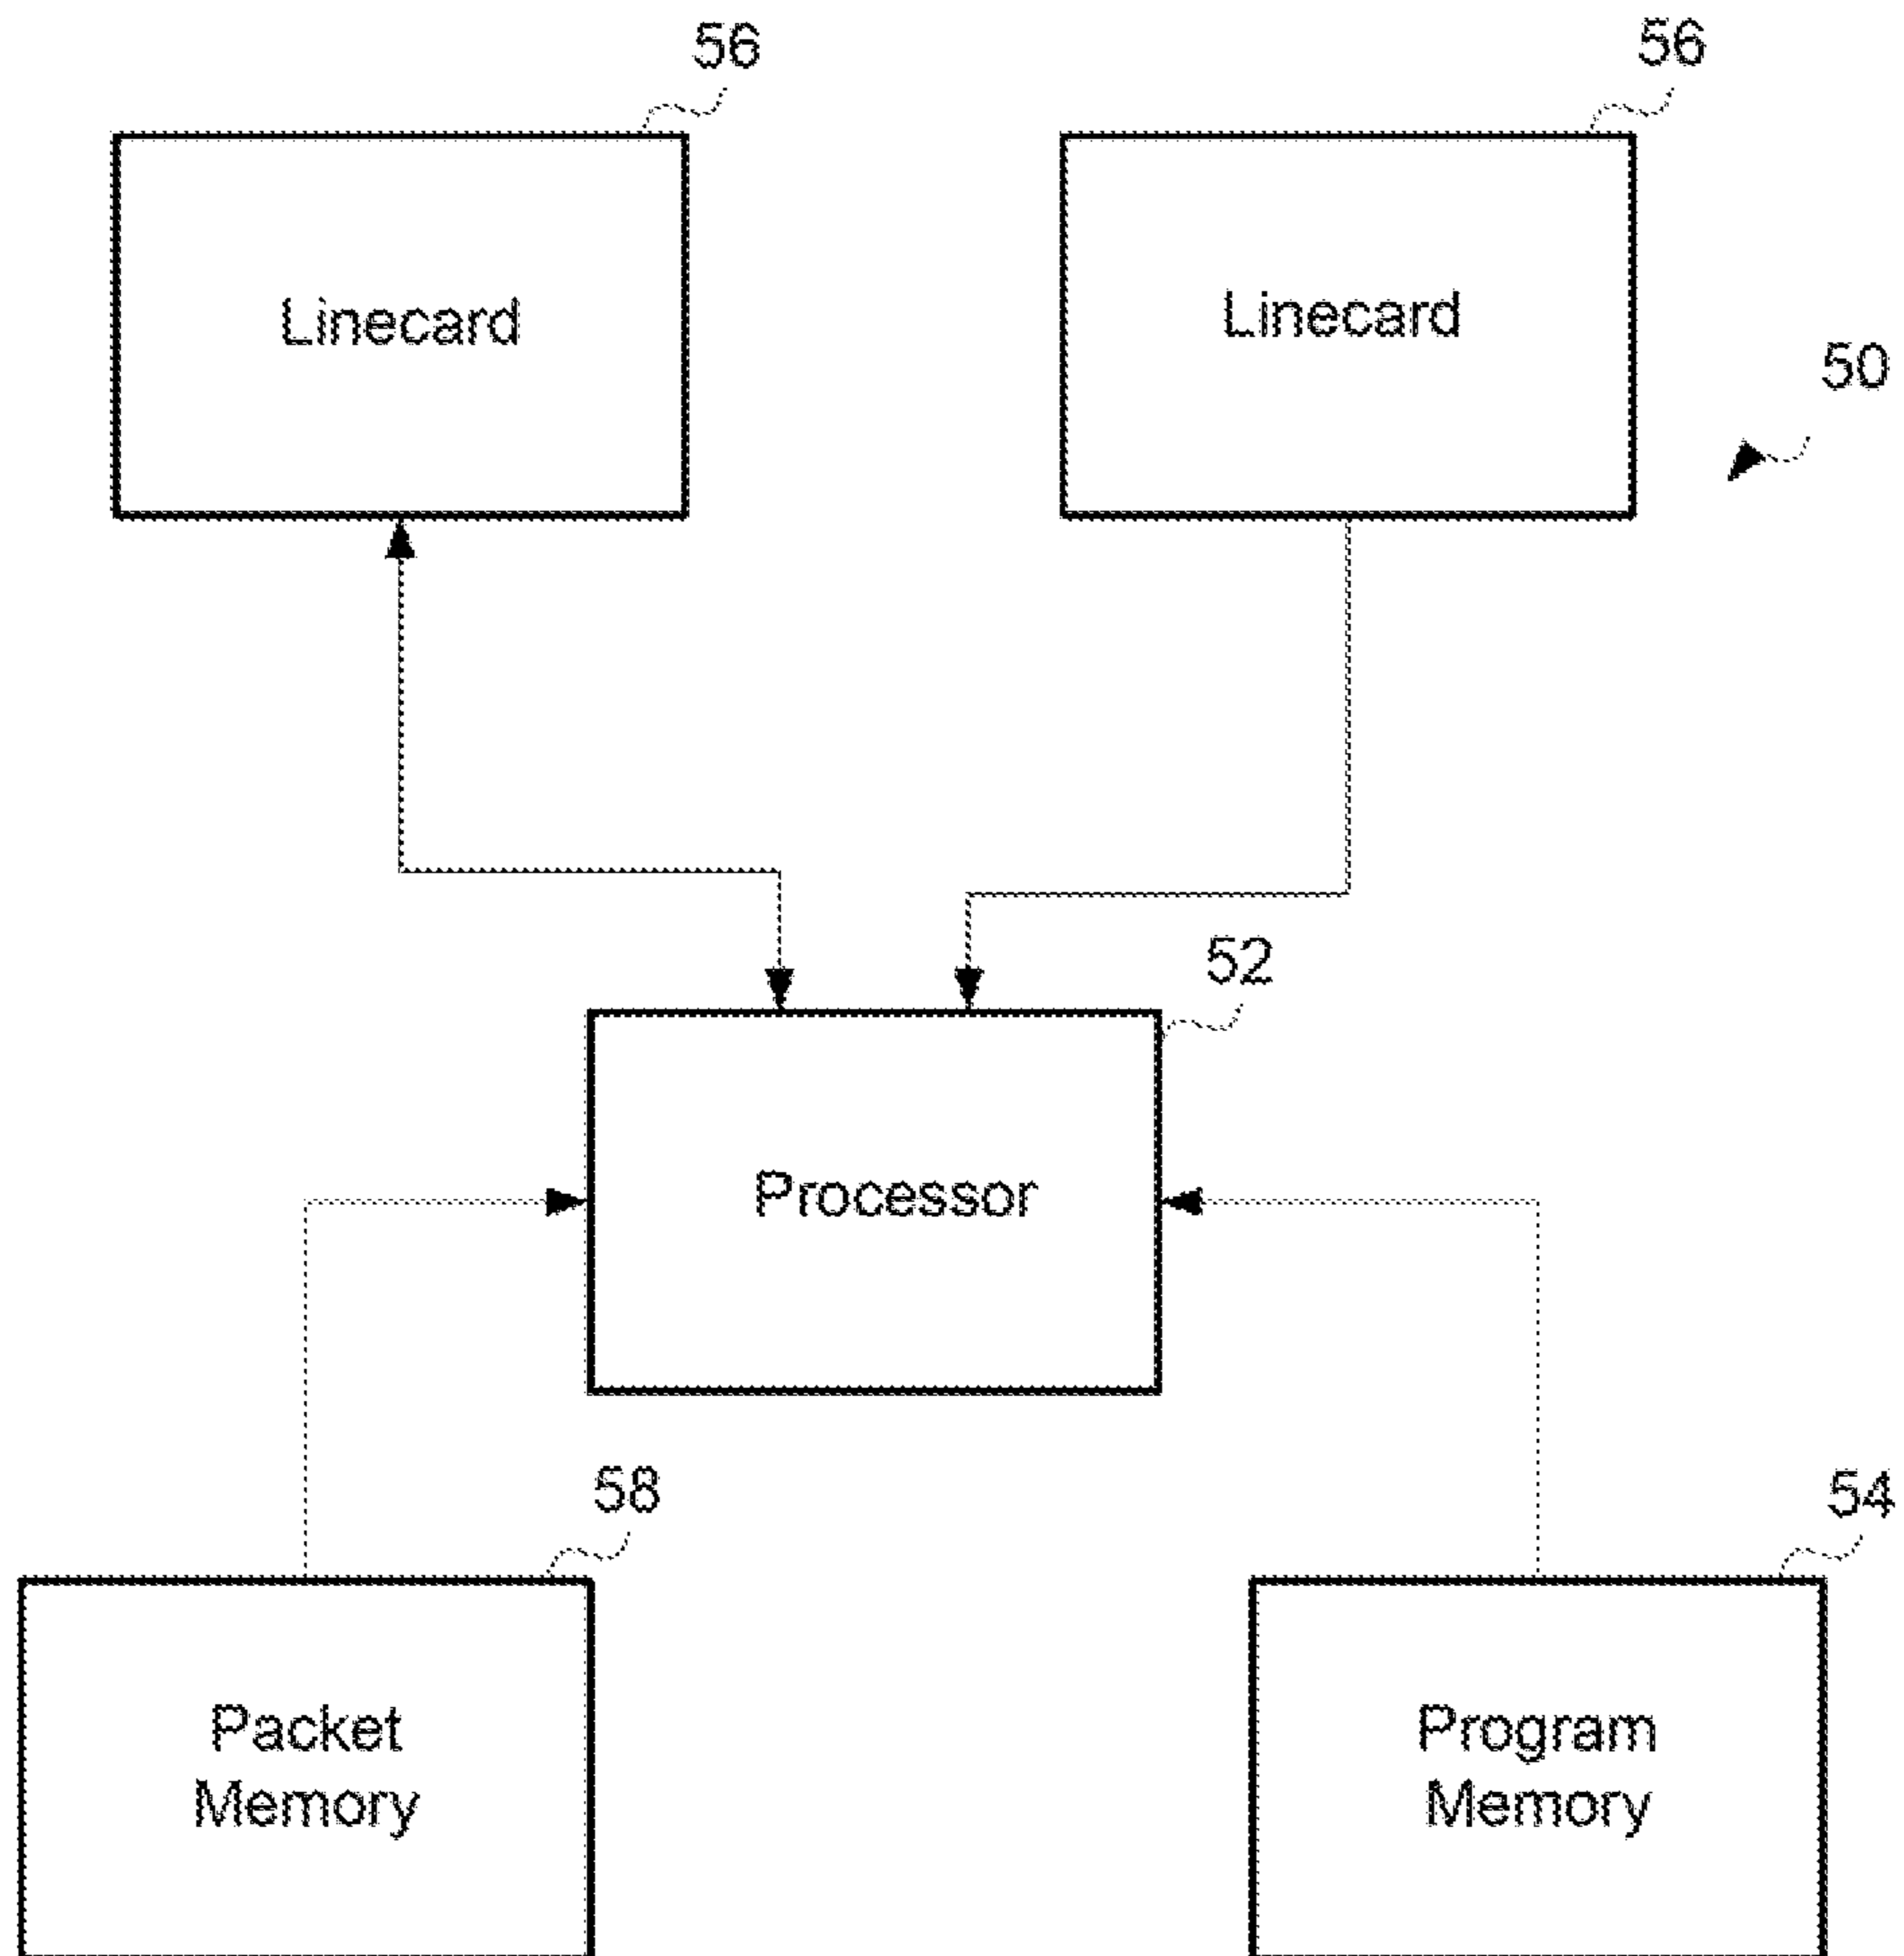 56
56
Linecard
Linecard
50
52
Processor
58
54
Packet
Memory
Program
Memory